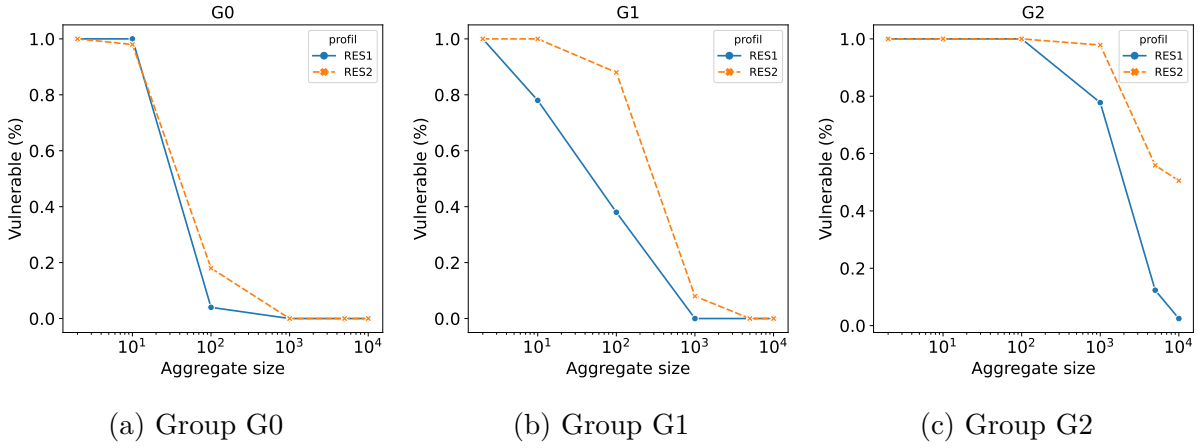 G0
1.0
0.8
0.6
0.4
0.2
0.0
Vulnerable (%)
profil
RES1
RES2
10¹ 10² 10³ 10⁴
Aggregate size
(a) Group G0
G1
1.0
0.8
0.6
0.4
0.2
0.0
Vulnerable (%)
profil
RES1
RES2
10¹ 10² 10³ 10⁴
Aggregate size
(b) Group G1
G2
1.0
0.8
0.6
0.4
0.2
0.0
Vulnerable (%)
profil
RES1
RES2
10¹ 10² 10³ 10⁴
Aggregate size
(c) Group G2